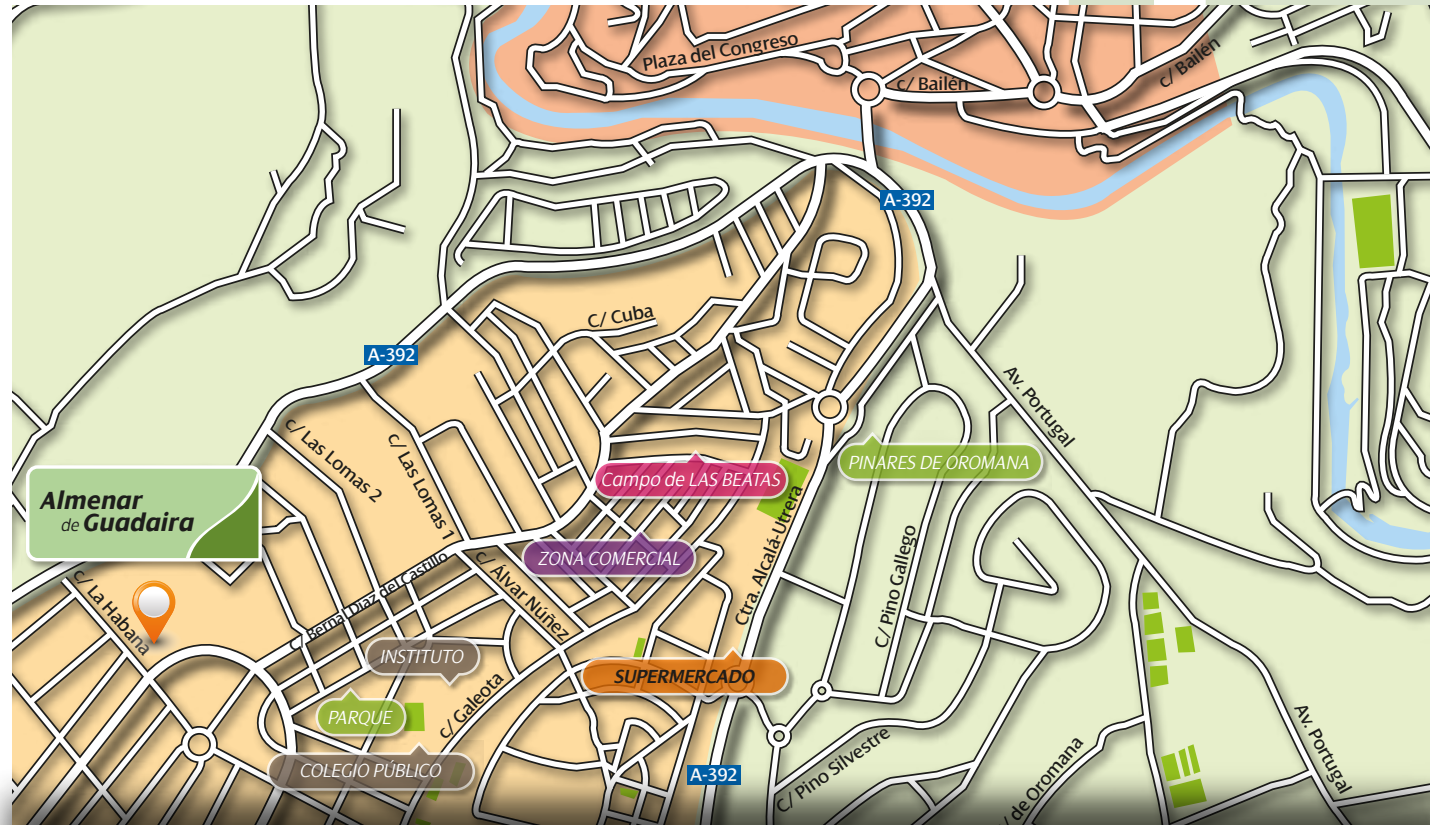 Plaza del Congreso
c/ Bailén
c/ Bailén
A-392
C/ Cuba
A-392
Av. Portugal
c/ Las Lomas 2
c/ Las Lomas 1
Campo de LAS BEATAS
PINARES DE OROMANA
Almenar
de Guadaira
Ctra. Alcalá-Utrera
ZONA COMERCIAL
c/ Álvar Núñez
c/ Bernal Díaz del Castillo
C/ Pino Gallego
c/ La Habana
INSTITUTO
SUPERMERCADO
c/ Galeota
PARQUE
COLEGIO PÚBLICO
A-392
C/ Pino Silvestre
de Oromana
Av. Portugal